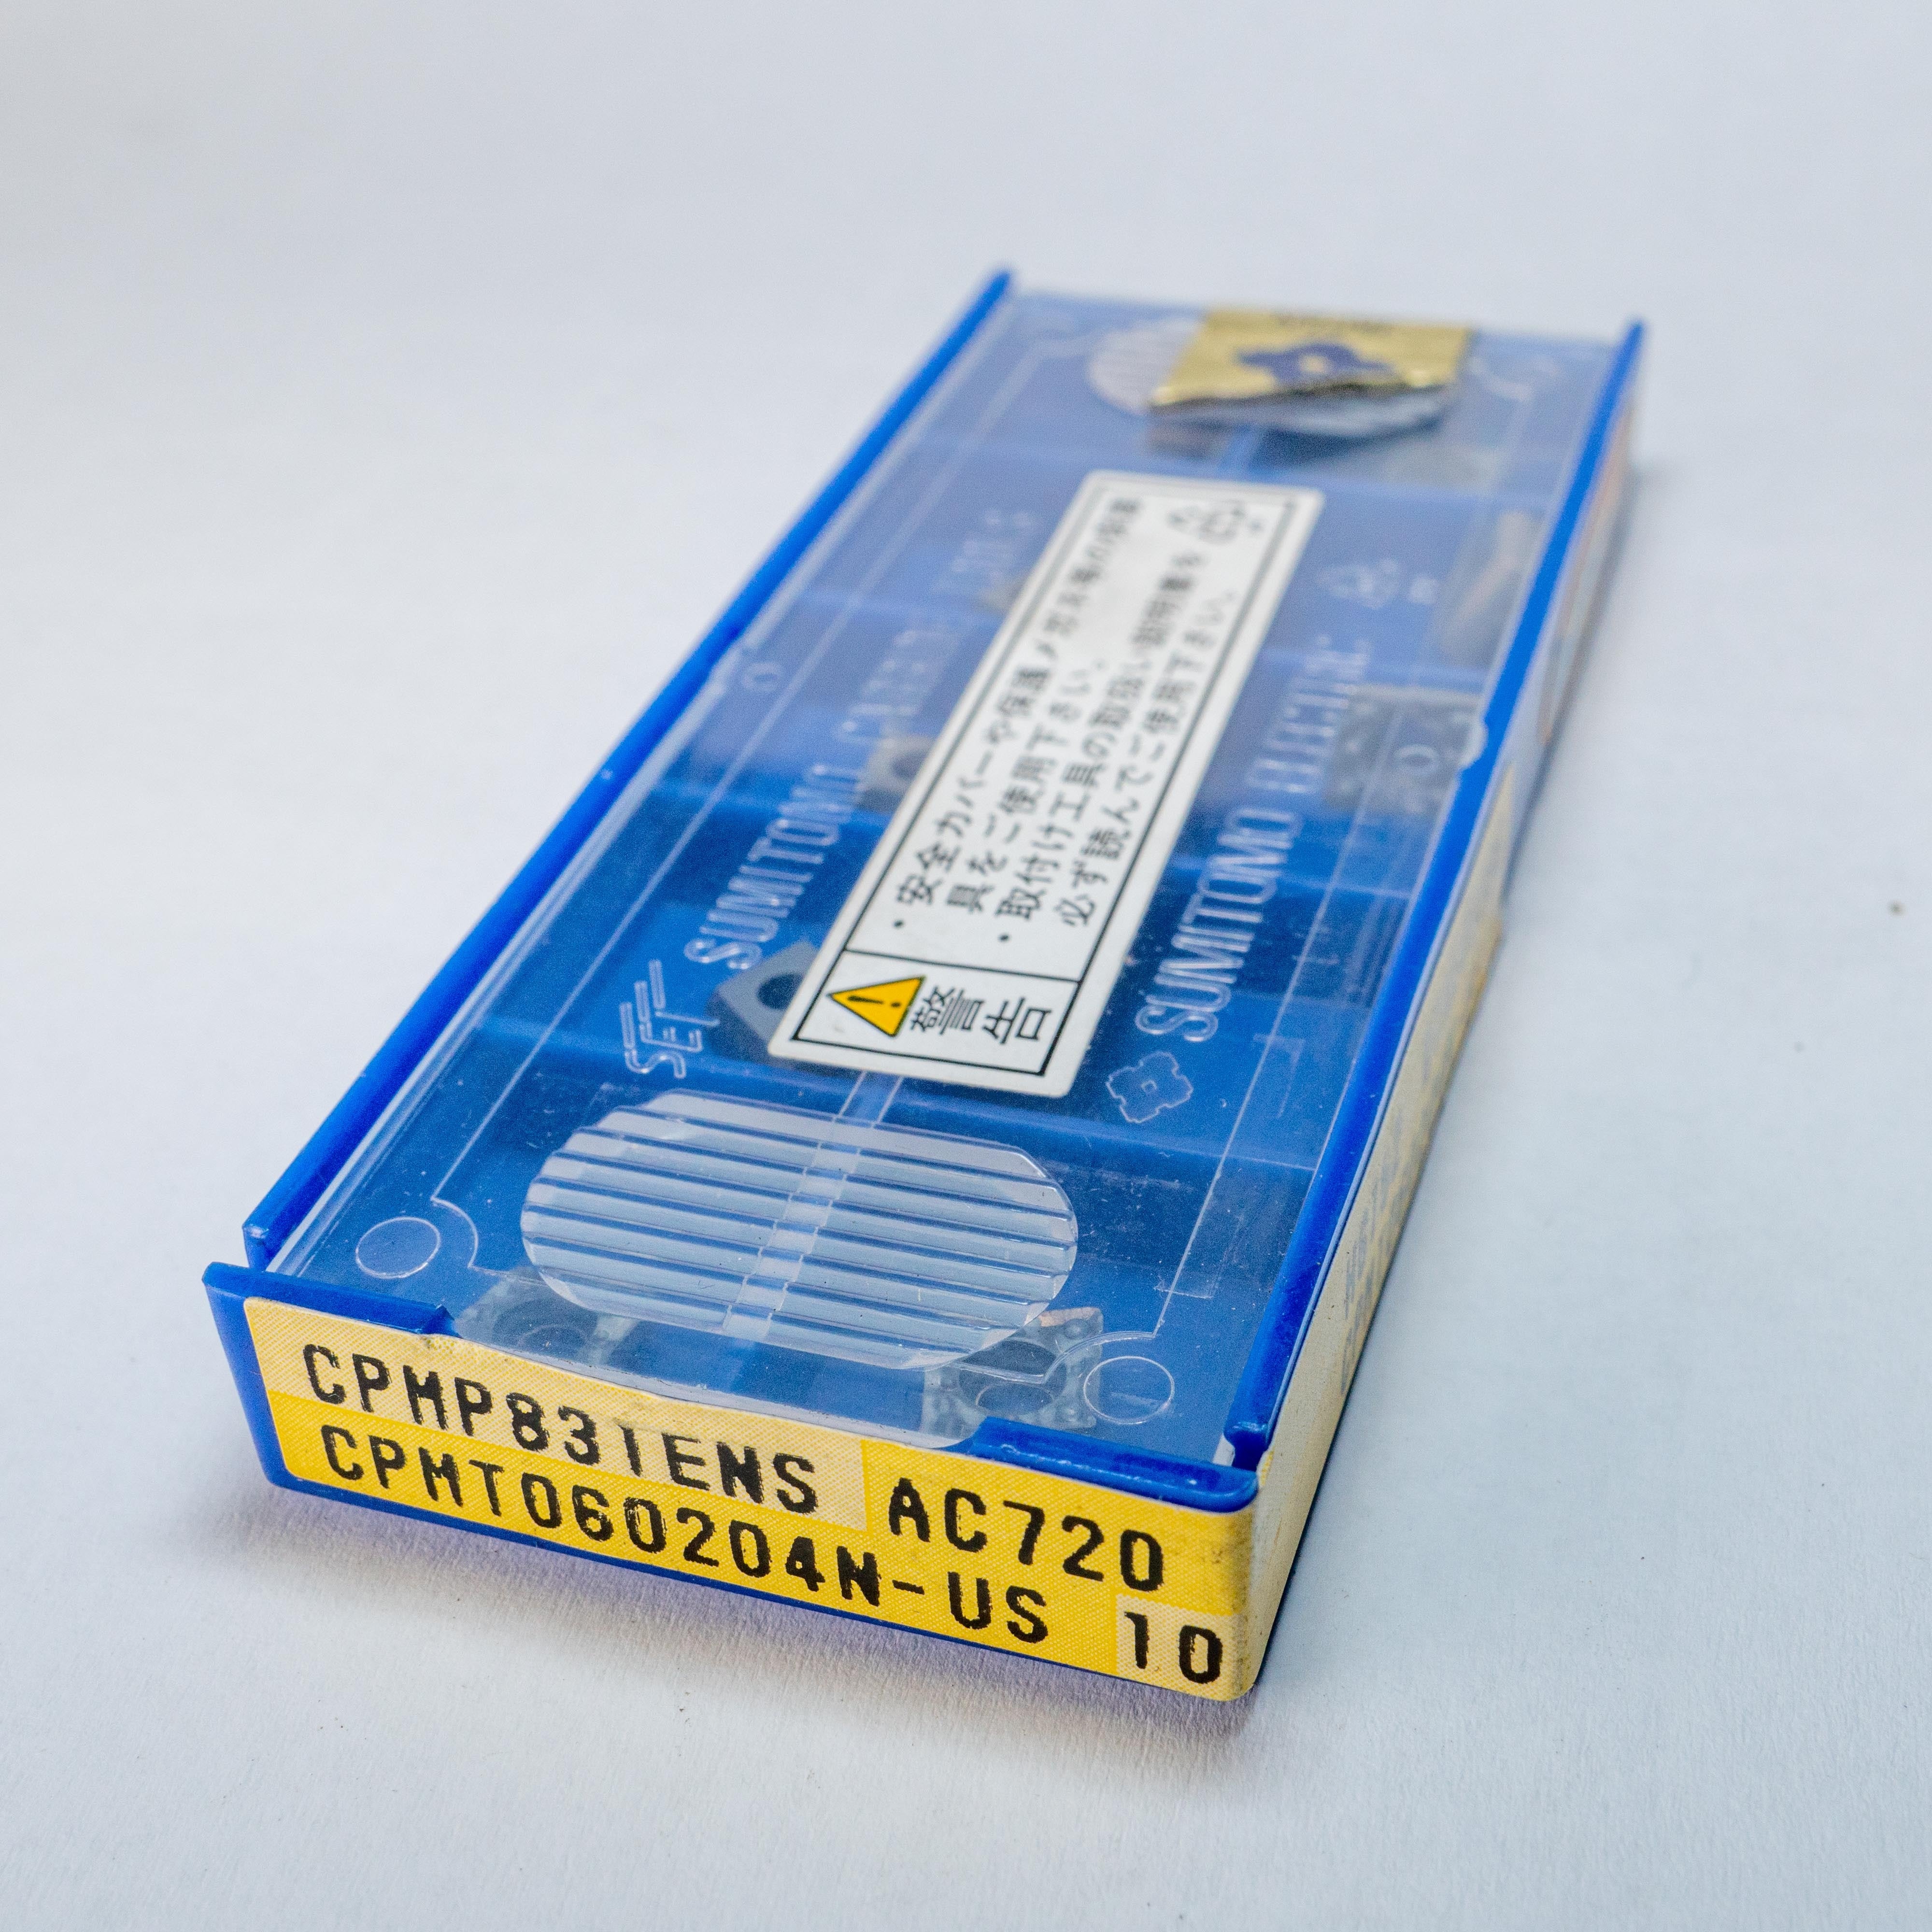 SEI SUMITOMO CARBIDE TOOLS
警告
・安全カバーや保護メガネ等の保護
具をご使用下さい。
・取付け工具の取扱い説明書を
必ず読んでご使用下さい。
SUMITOMO ELECTRIC
CPMP831ENS AC720
CPMT060204N-US 10